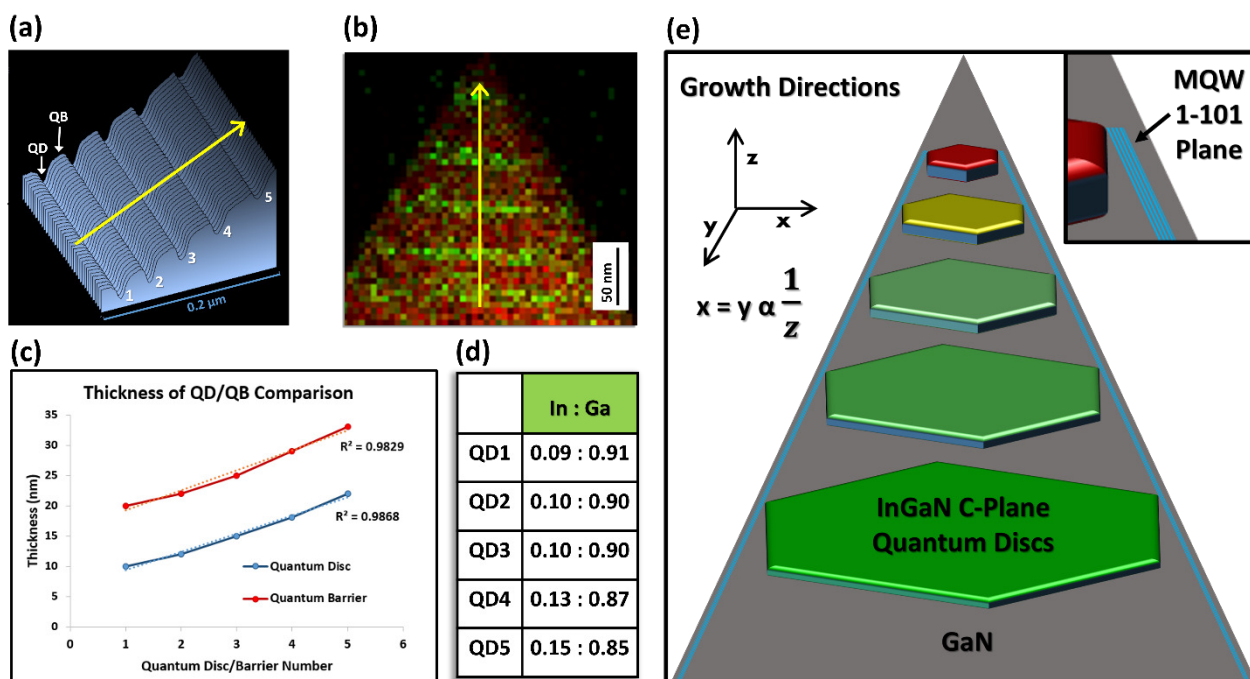 (a)
QB
QD
1
2
3
4
5
0.2 µm
(b)
50 nm
(c)
Thickness of QD/QB Comparison
35
30
25
20
15
10
5
0
R² = 0.9829
R² = 0.9868
Quantum Disc
Quantum Barrier
Thickness (nm)
0 1 2 3 4 5 6
Quantum Disc/Barrier Number
(d)
In : Ga
QD1 0.09 : 0.91
QD2 0.10 : 0.90
QD3 0.10 : 0.90
QD4 0.13 : 0.87
QD5 0.15 : 0.85
(e)
Growth Directions
z
y
x
x = y α 1/z
MQW
1-101
Plane
InGaN C-Plane
Quantum Discs
GaN